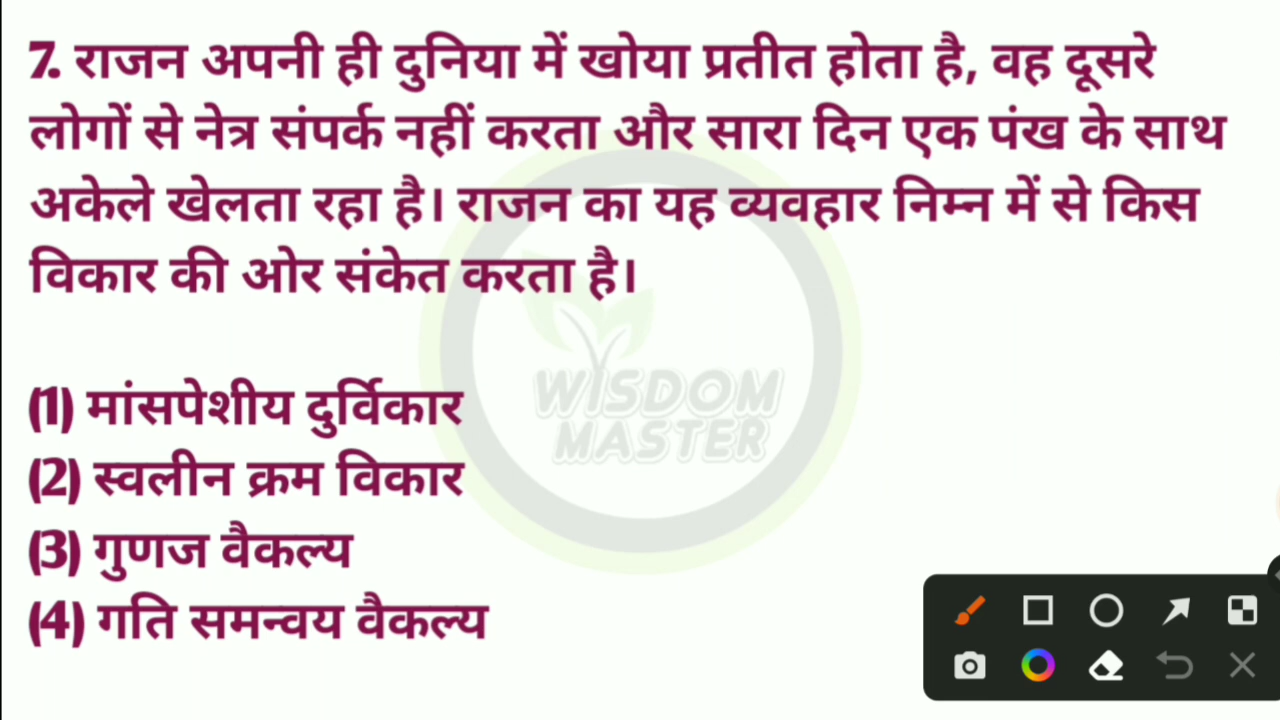 7. राजन अपनी ही दुनिया में खोया प्रतीत होता है, वह दूसरे
लोगों से नेत्र संपर्क नहीं करता और सारा दिन एक पंख के साथ
अकेले खेलता रहा है। राजन का यह व्यवहार निम्न में से किस
विकार की ओर संकेत करता है।
(1) मांसपेशीय दुर्विकार
(2) स्वलीन क्रम विकार
(3) गुणज वैकल्य
(4) गति समन्वय वैकल्य
WISDOM
MASTER